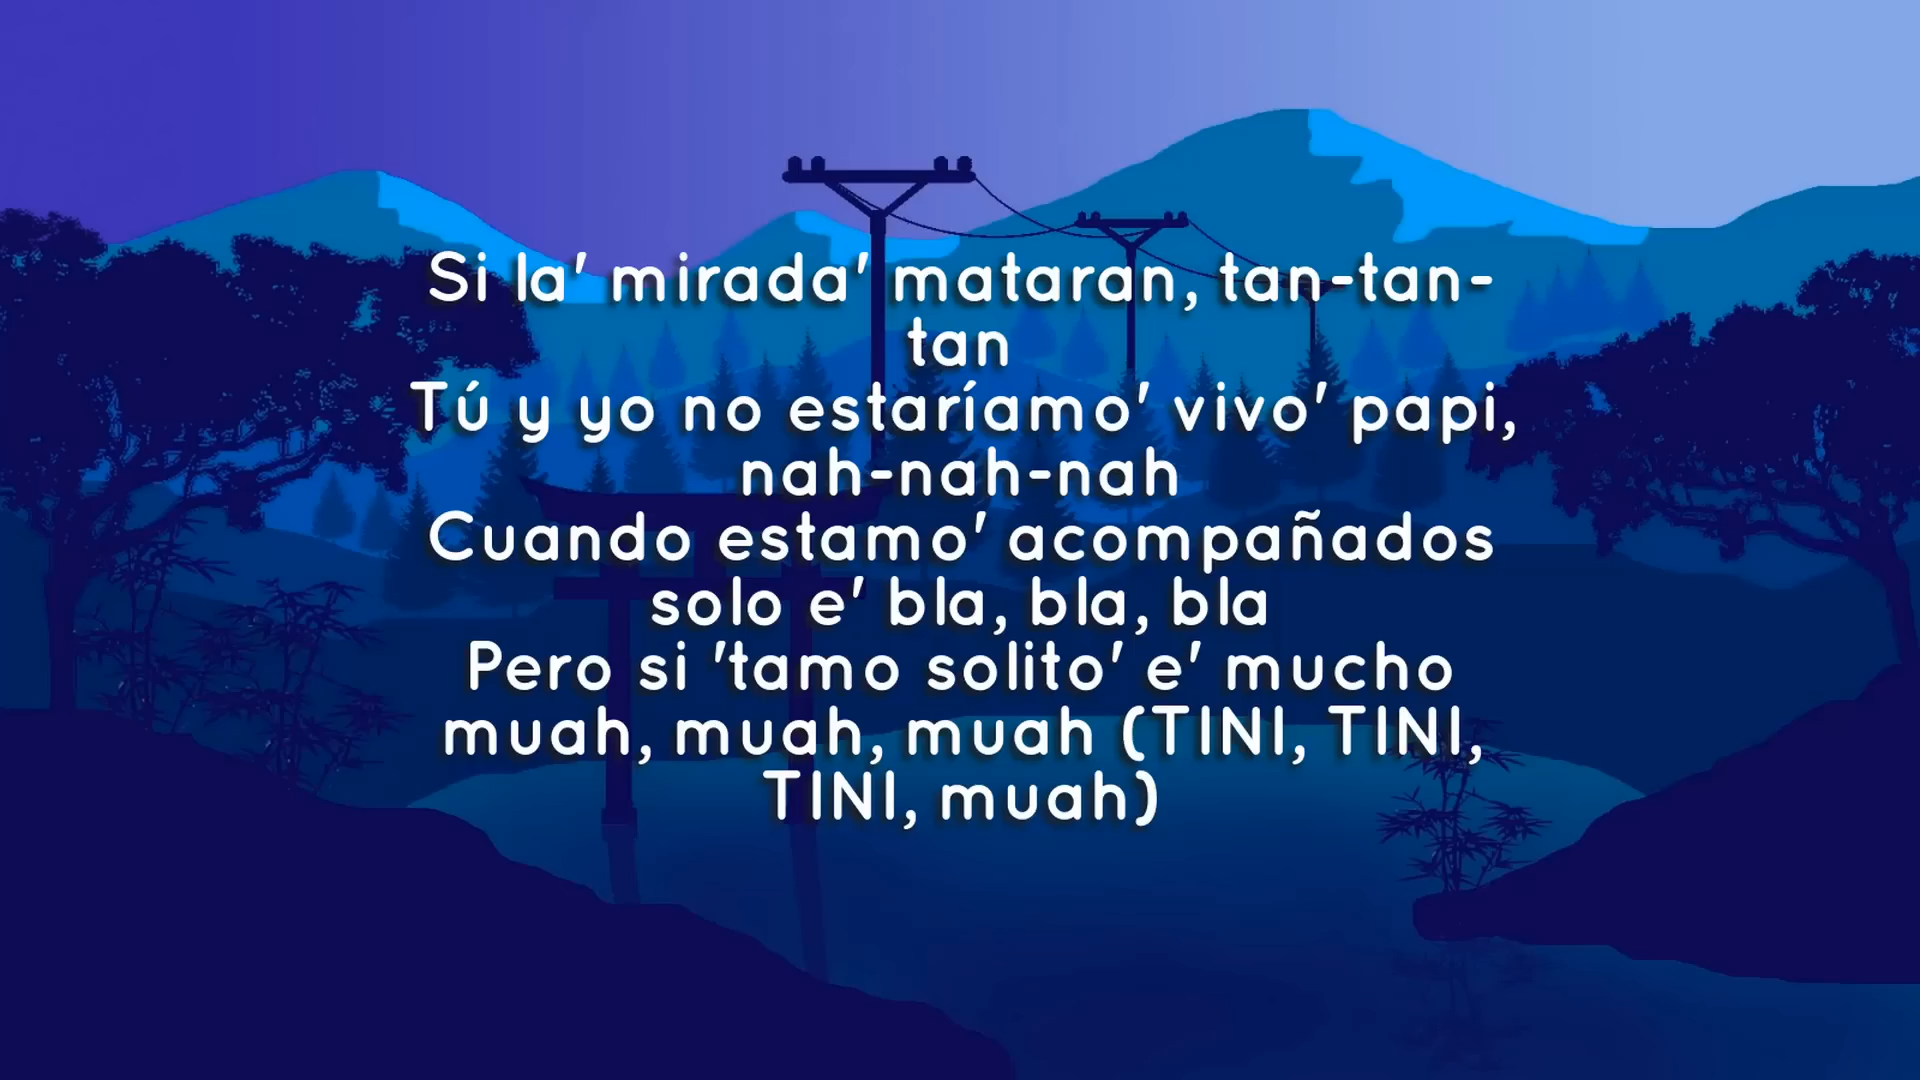 Si la' mirada' mataran, tan-tan-
tan
Tú y yo no estaríamo' vivo' papi,
nah-nah-nah
Cuando estamo' acompañados
solo e' bla, bla, bla
Pero si 'tamo solito' e' mucho
muah, muah, muah (TINI, TINI,
TINI, muah)